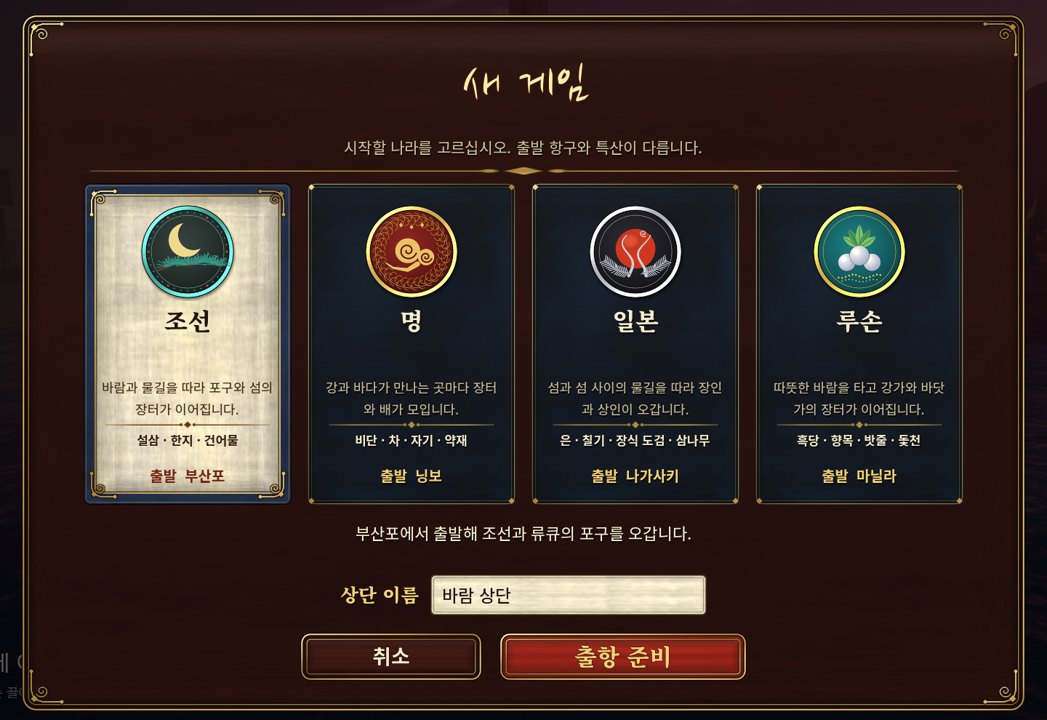 새 게임
시작할 나라를 고르십시오. 출발 항구와 특산이 다릅니다.
조선
바람과 물길을 따라 포구와 섬의
장터가 이어집니다.
설삼 · 한지 · 건어물
출발 부산포
명
강과 바다가 만나는 곳마다 장터
와 배가 모입니다.
비단 · 차 · 자기 · 약재
출발 닝보
일본
섬과 섬 사이의 물길을 따라 장인
과 상인이 오갑니다.
은 · 칠기 · 장식 도검 · 삼나무
출발 나가사키
루손
따뜻한 바람을 타고 강가와 바닷
가의 장터가 이어집니다.
흑당 · 향목 · 밧줄 · 돛천
출발 마닐라
부산포에서 출발해 조선과 류큐의 포구를 오갑니다.
상단 이름
바람 상단
취소
출항 준비